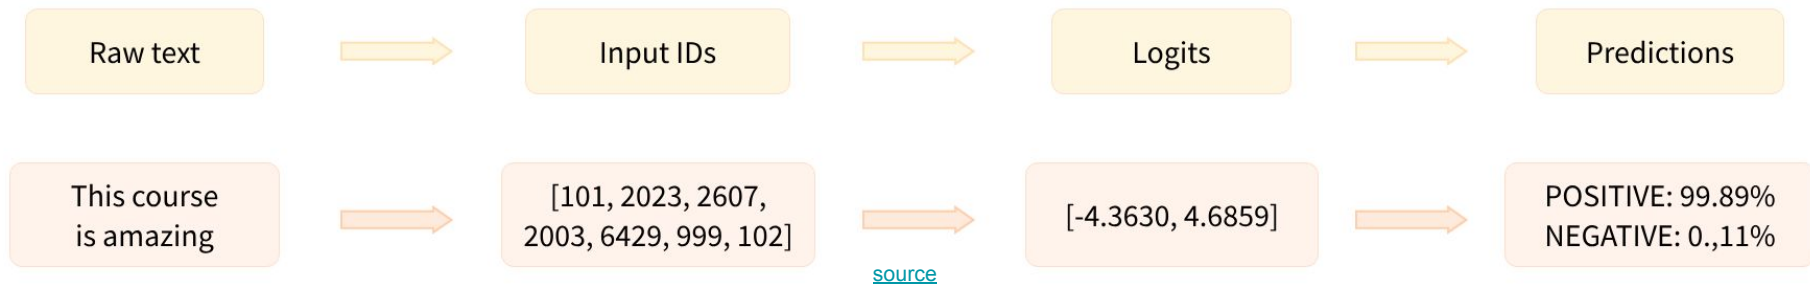 Raw text
Input IDs
Logits
Predictions
This course
is amazing
[101, 2023, 2607,
2003, 6429, 999, 102]
[-4.3630, 4.6859]
POSITIVE: 99.89%
NEGATIVE: 0.,11%
source